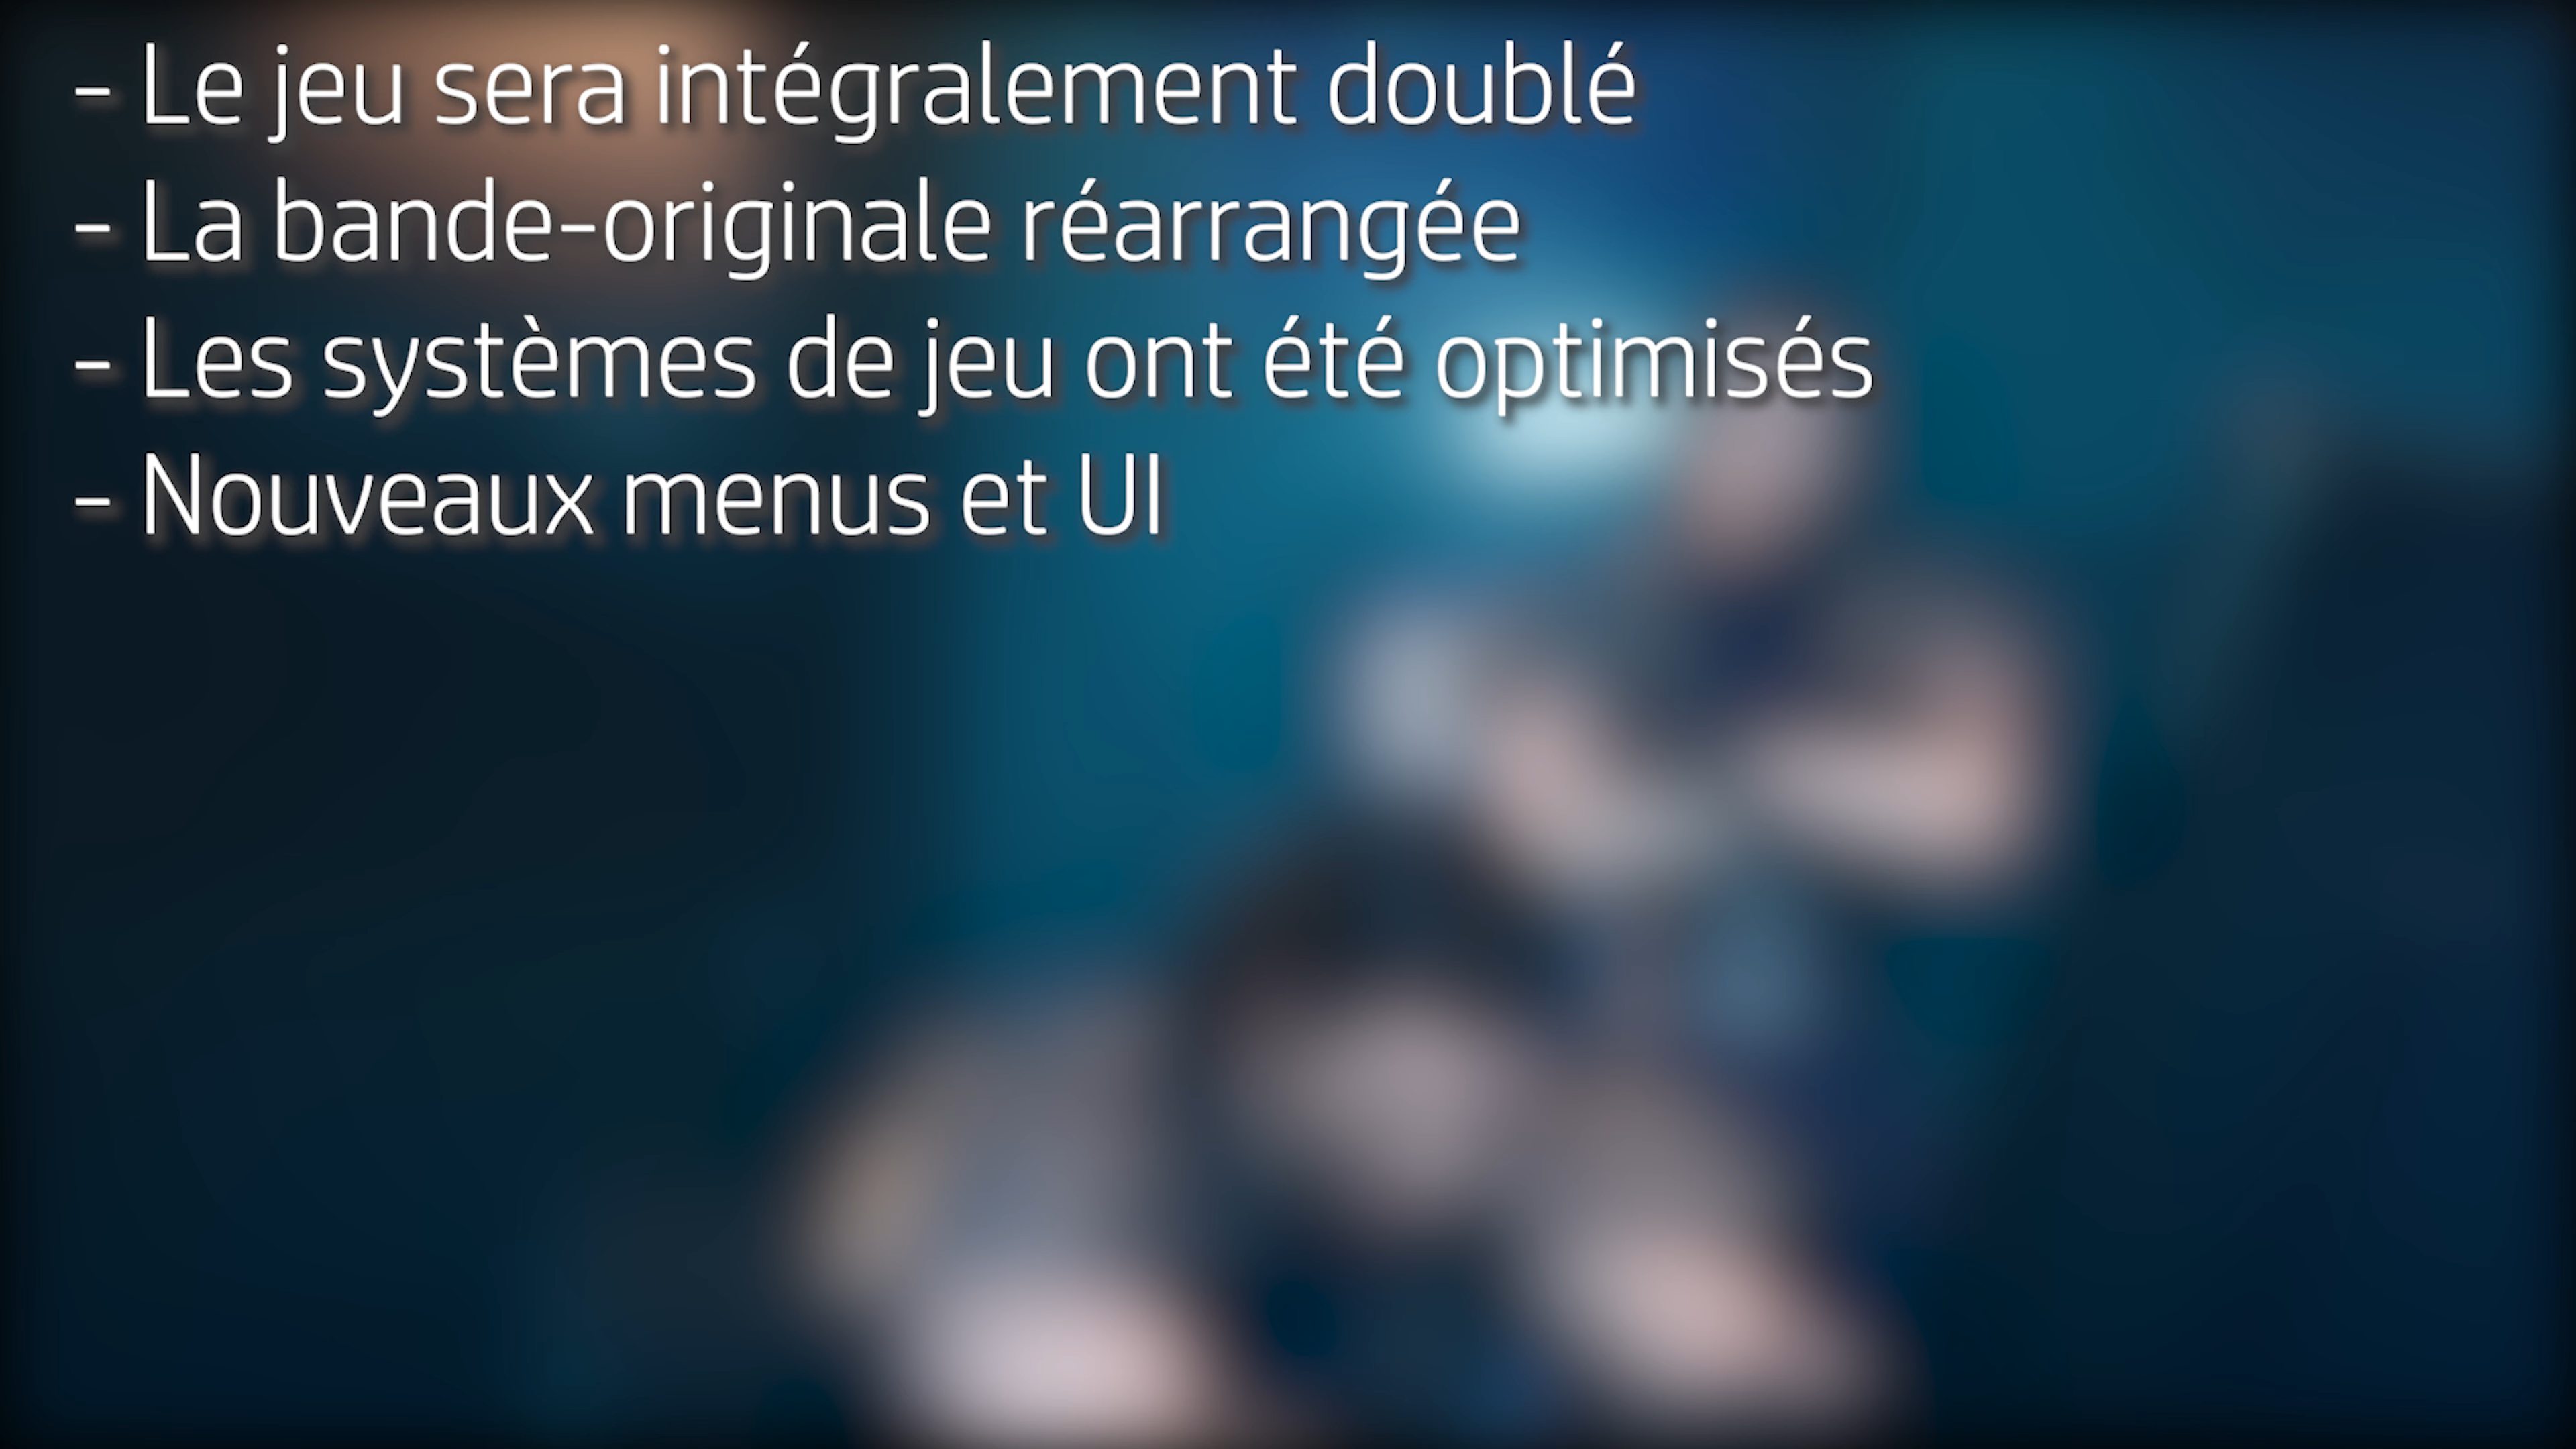 - Le jeu sera intégralement doublé
- La bande-originale réarrangée
- Les systèmes de jeu ont été optimisés
- Nouveaux menus et UI